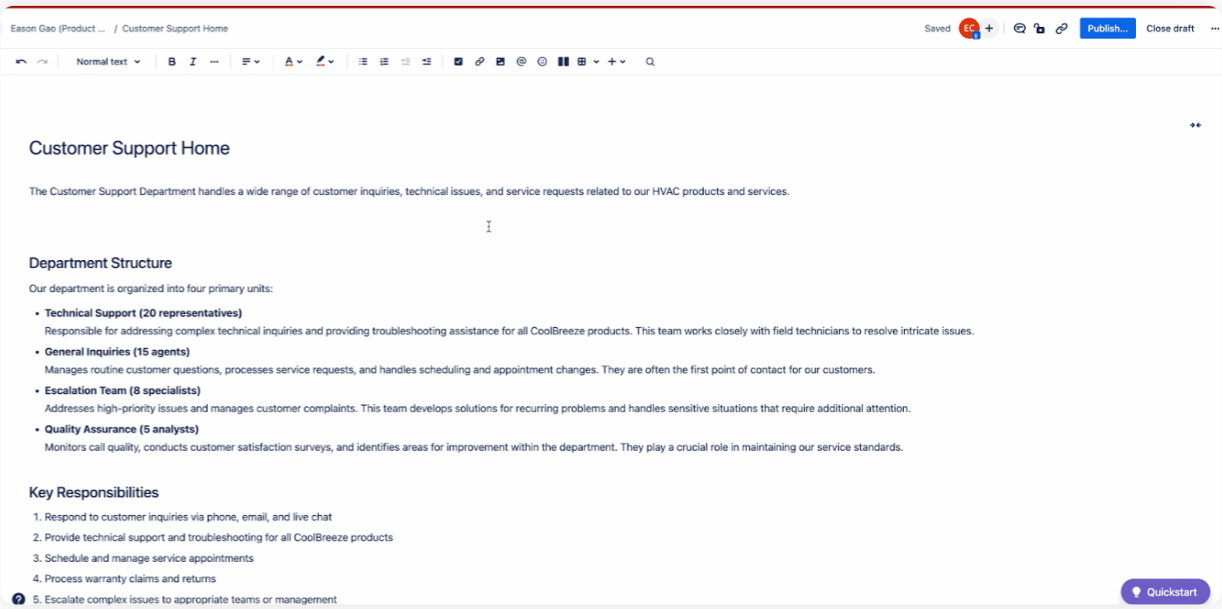 Eason Gao (Product ... / Customer Support Home
Saved EC + Publish... Close draft ...
Normal text B I ... A @ +
Customer Support Home
The Customer Support Department handles a wide range of customer inquiries, technical issues, and service requests related to our HVAC products and services.
Department Structure
Our department is organized into four primary units:
• Technical Support (20 representatives)
Responsible for addressing complex technical inquiries and providing troubleshooting assistance for all CoolBreeze products. This team works closely with field technicians to resolve intricate issues.
• General Inquiries (15 agents)
Manages routine customer questions, processes service requests, and handles scheduling and appointment changes. They are often the first point of contact for our customers.
• Escalation Team (8 specialists)
Addresses high-priority issues and manages customer complaints. This team develops solutions for recurring problems and handles sensitive situations that require additional attention.
• Quality Assurance (5 analysts)
Monitors call quality, conducts customer satisfaction surveys, and identifies areas for improvement within the department. They play a crucial role in maintaining our service standards.
Key Responsibilities
1. Respond to customer inquiries via phone, email, and live chat
2. Provide technical support and troubleshooting for all CoolBreeze products
3. Schedule and manage service appointments
4. Process warranty claims and returns
5. Escalate complex issues to appropriate teams or management
Quickstart